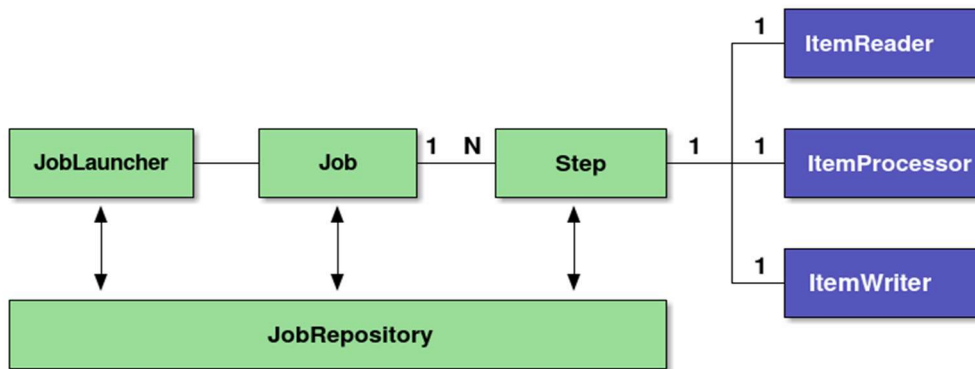 1
ItemReader
JobLauncher
Job
1
N
Step
1
1
ItemProcessor
1
ItemWriter
JobRepository